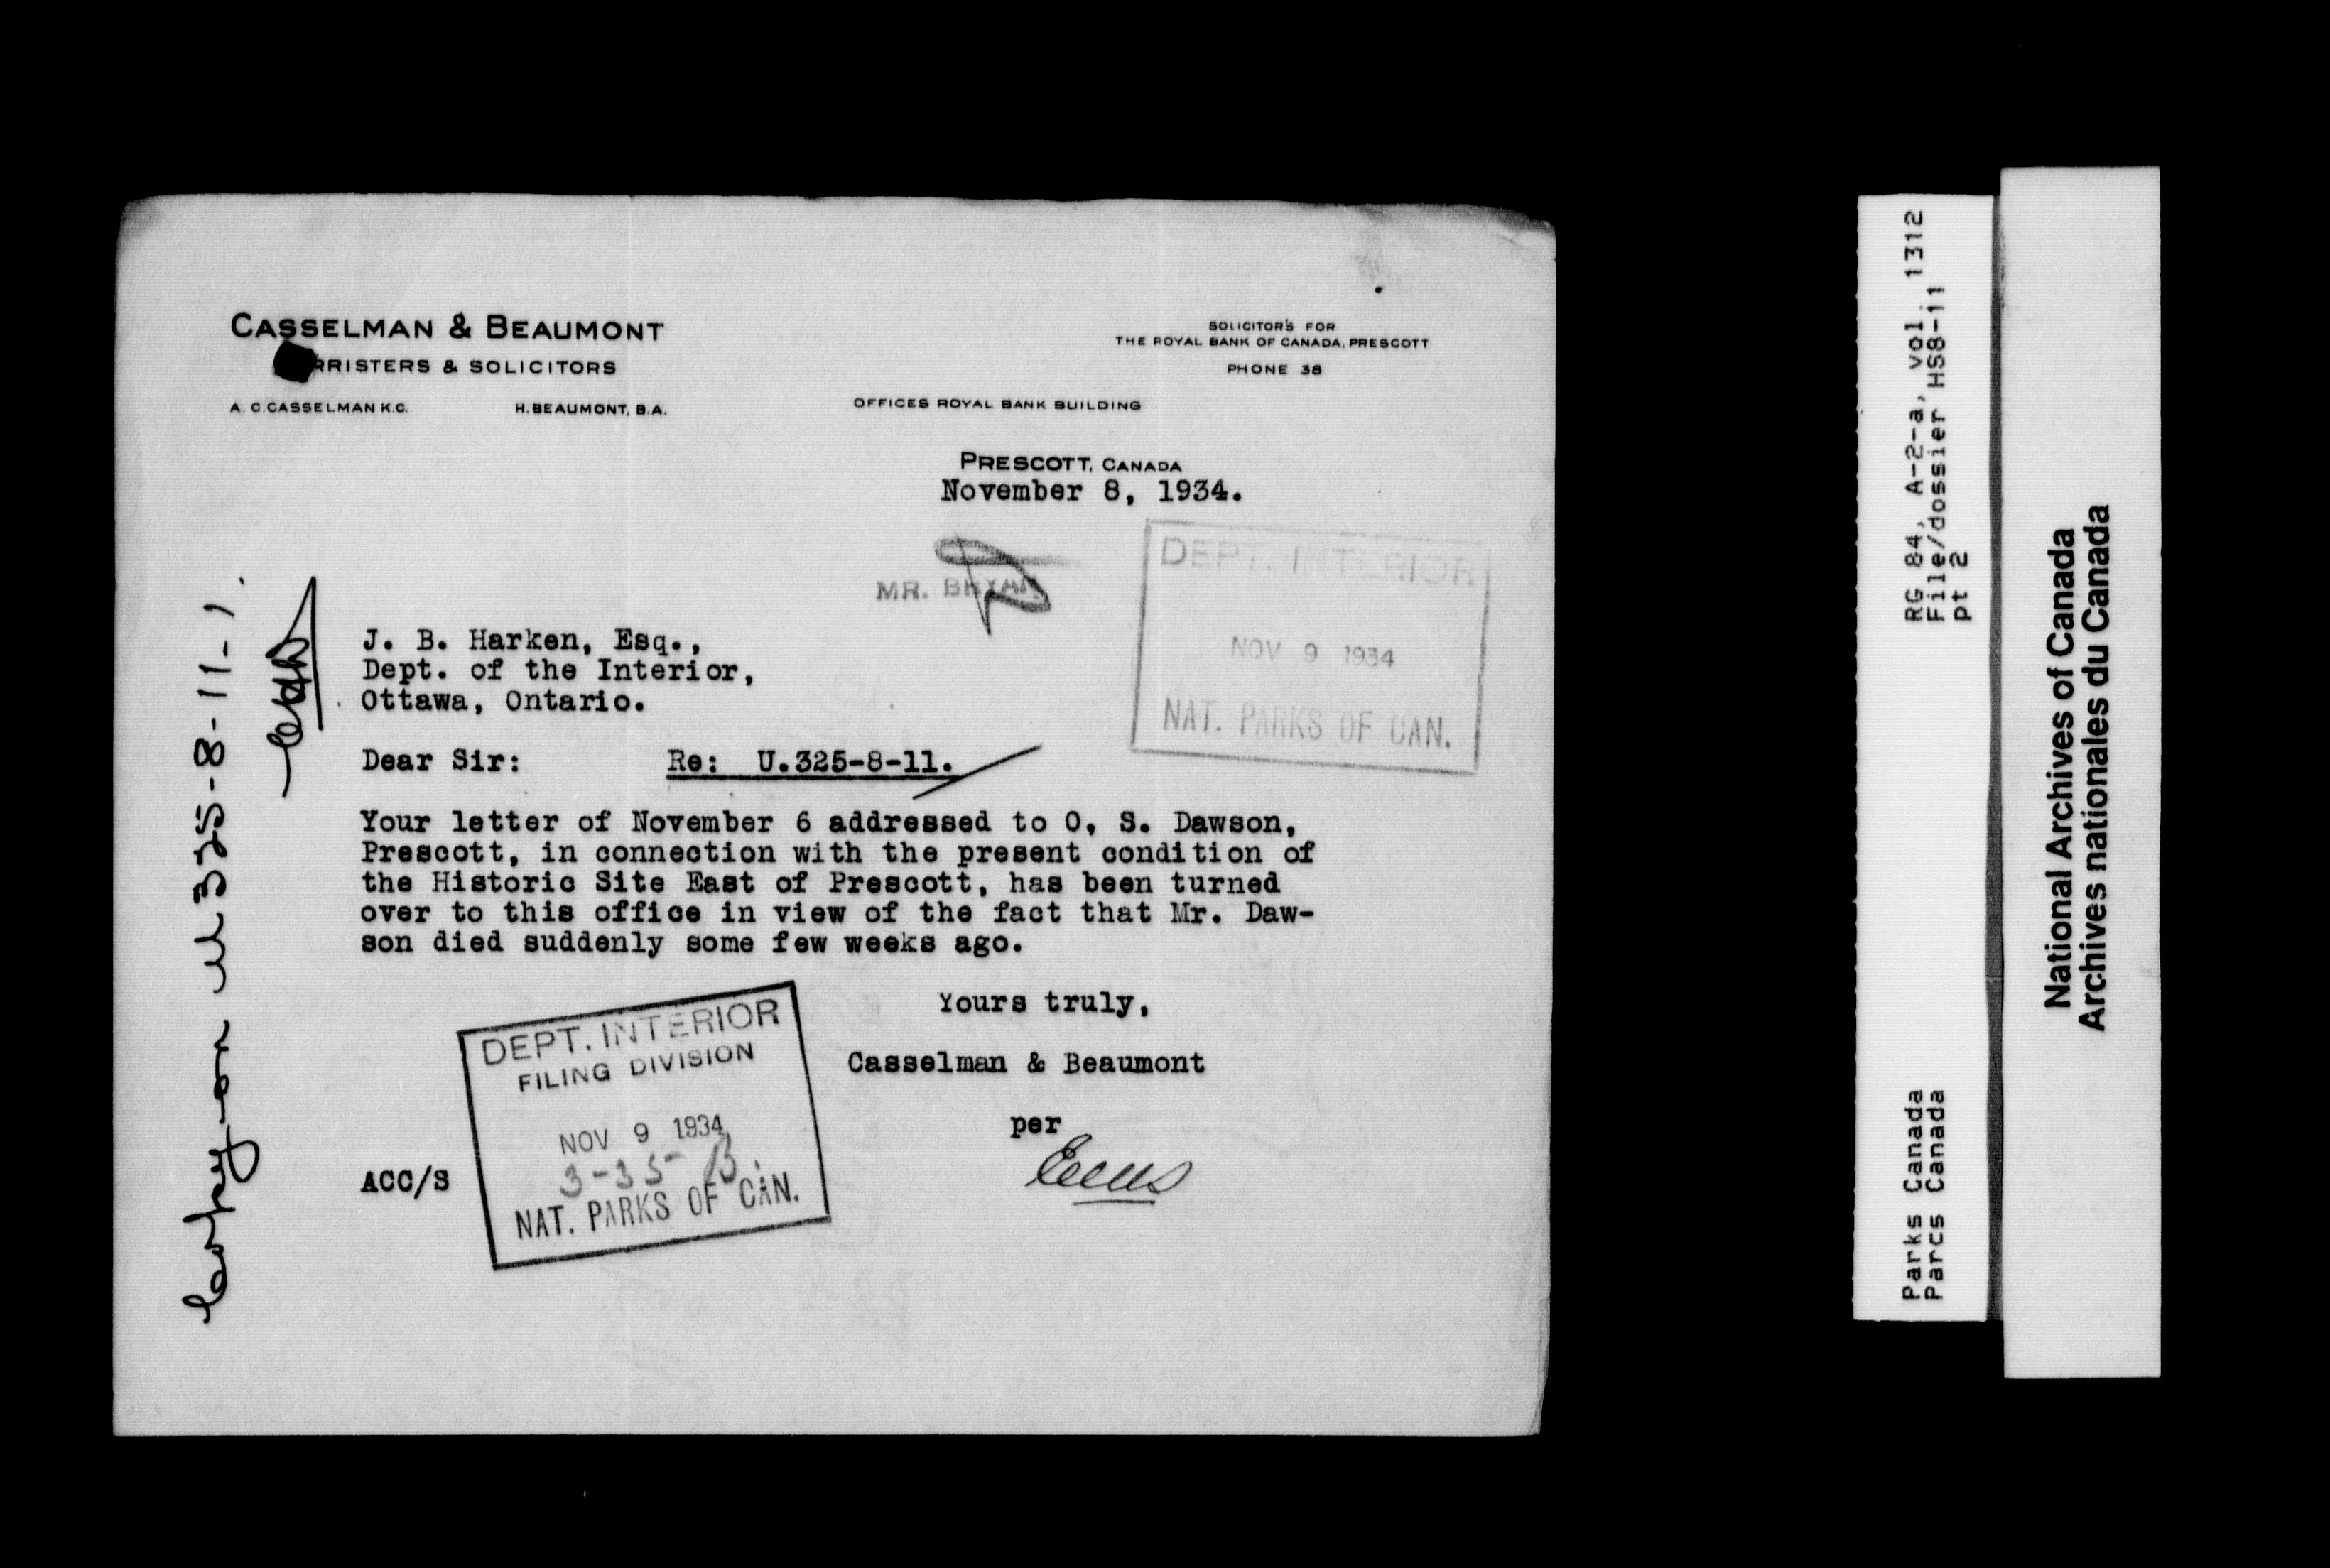 CASSELMAN & BEAUMONT
RRISTERS & SOLICITORS
A. C. CASSELMAN K.C. H. BEAUMONT, B.A.
SOLICITORS FOR
THE ROYAL BANK OF CANADA, PRESCOTT
PHONE 38
OFFICES ROYAL BANK BUILDING
PRESCOTT, CANADA
November 8, 1934.
MR. BRYAN
DEPT. INTERIOR
NOV 9 1934
NAT. PARKS OF CAN.
J. B. Harken, Esq.,
Dept. of the Interior,
Ottawa, Ontario.
Dear Sir: Re: U.325-8-11.
Your letter of November 6 addressed to O, S. Dawson,
Prescott, in connection with the present condition of
the Historic Site East of Prescott, has been turned
over to this office in view of the fact that Mr. Daw-
son died suddenly some few weeks ago.
Yours truly,
Casselman & Beaumont
per
ACC/S
DEPT. INTERIOR
FILING DIVISION
NOV 9 1934
3-35 B.
NAT. PARKS OF CAN.
Copy on U 325-8-11-1.
RG 84, A-2-a, vol. 1312
File/dossier HS8-11
pt 2
Parks Canada
Parcs Canada
National Archives of Canada
Archives nationales du Canada